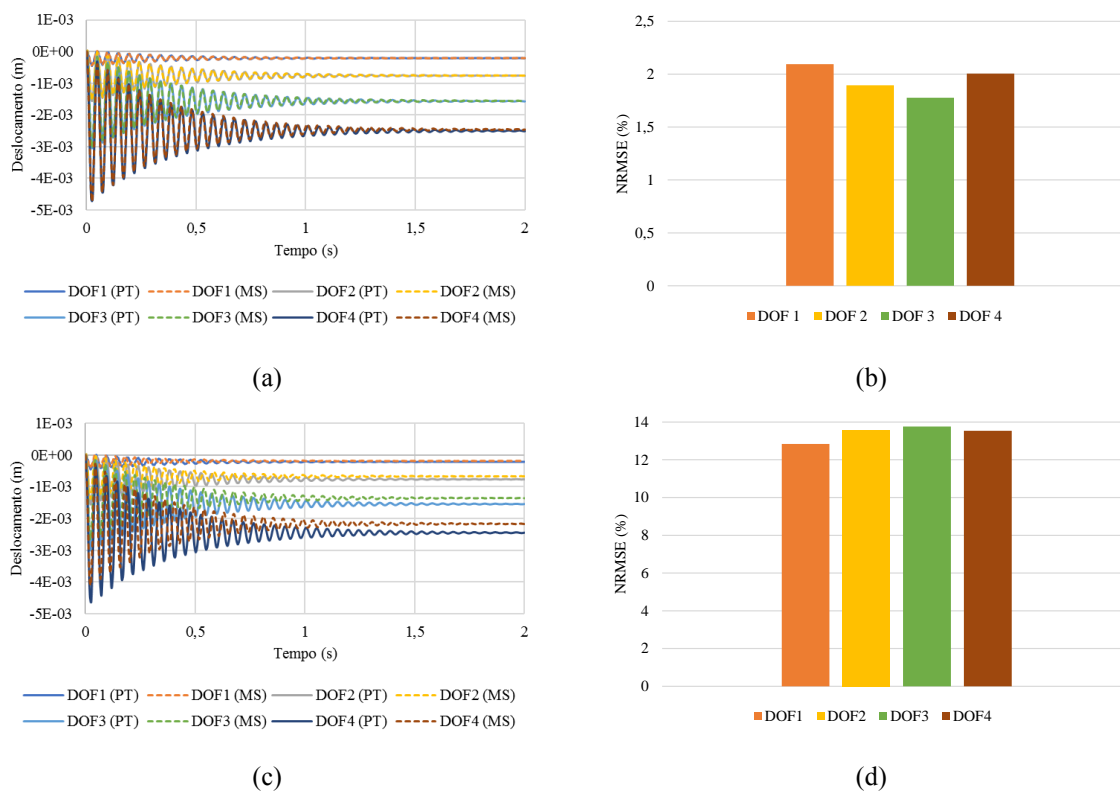 1E-03
0E+00
-1E-03
-2E-03
-3E-03
-4E-03
-5E-03
Deslocamento (m)
0 0,5 1 1,5 2
Tempo (s)
DOF1 (PT) DOF1 (MS) DOF2 (PT) DOF2 (MS)
DOF3 (PT) DOF3 (MS) DOF4 (PT) DOF4 (MS)
(a)
2,5
2
1,5
1
0,5
0
NRMSE (%)
DOF 1 DOF 2 DOF 3 DOF 4
(b)
1E-03
0E+00
-1E-03
-2E-03
-3E-03
-4E-03
-5E-03
Deslocamento (m)
0 0,5 1 1,5 2
Tempo (s)
DOF1 (PT) DOF1 (MS) DOF2 (PT) DOF2 (MS)
DOF3 (PT) DOF3 (MS) DOF4 (PT) DOF4 (MS)
(c)
14
12
10
8
6
4
2
0
NRMSE (%)
DOF1 DOF2 DOF3 DOF4
(d)